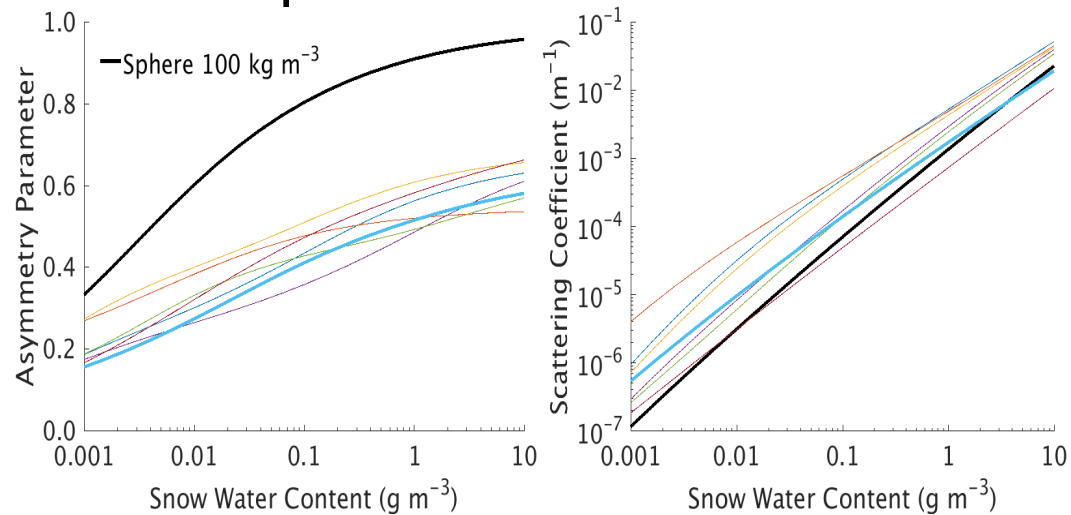 Asymmetry Parameter
1.0
0.8
0.6
0.4
0.2
0.0
Sphere 100 kg m⁻³
0.001 0.01 0.1 1 10
Snow Water Content (g m⁻³)
Scattering Coefficient (m⁻¹)
10⁻¹
10⁻²
10⁻³
10⁻⁴
10⁻⁵
10⁻⁶
10⁻⁷
0.001 0.01 0.1 1 10
Snow Water Content (g m⁻³)